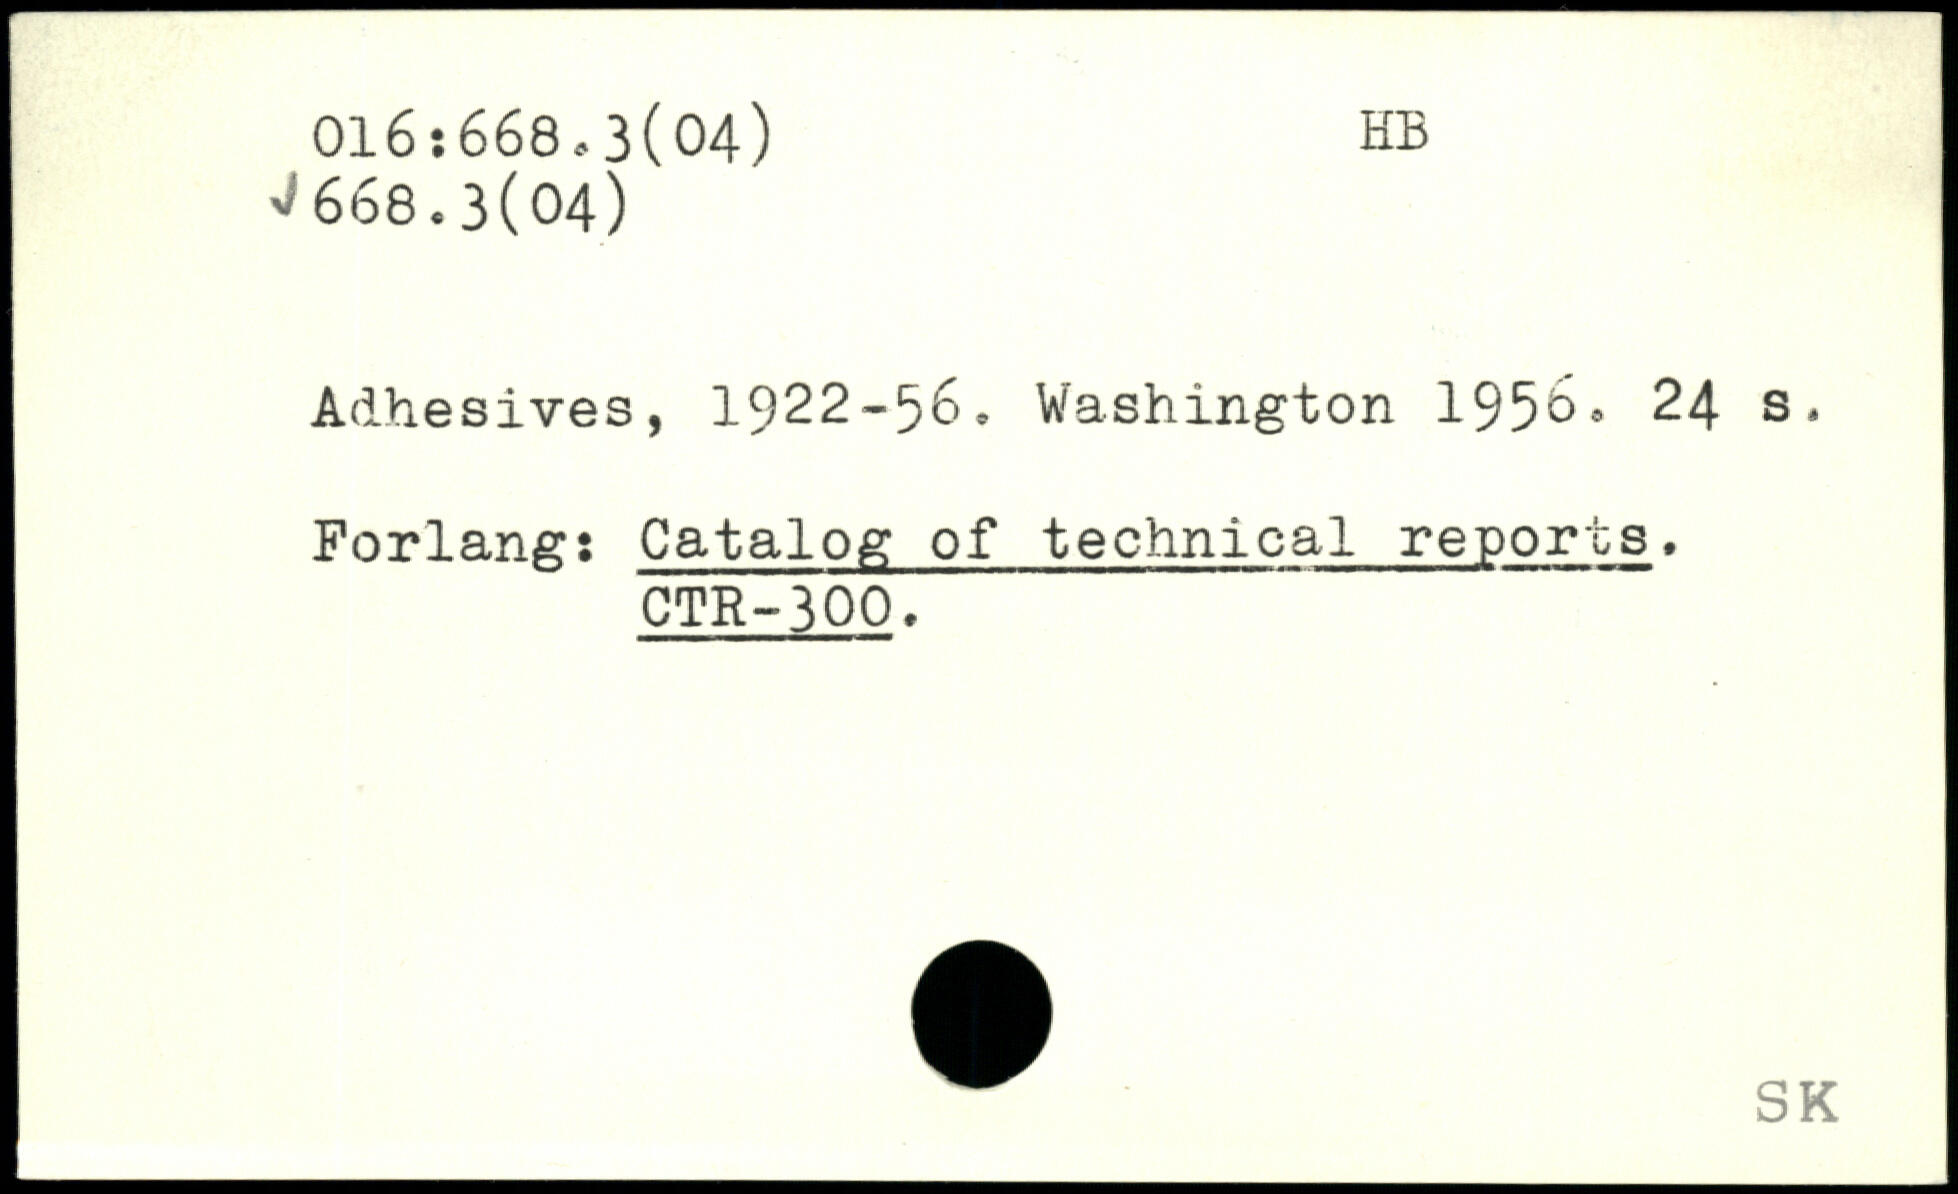 016:668.3(04) HB
✓668.3(04)
Adhesives, 1922-56. Washington 1956. 24 s.
Forlang: Catalog of technical reports.
CTR-300.
SK